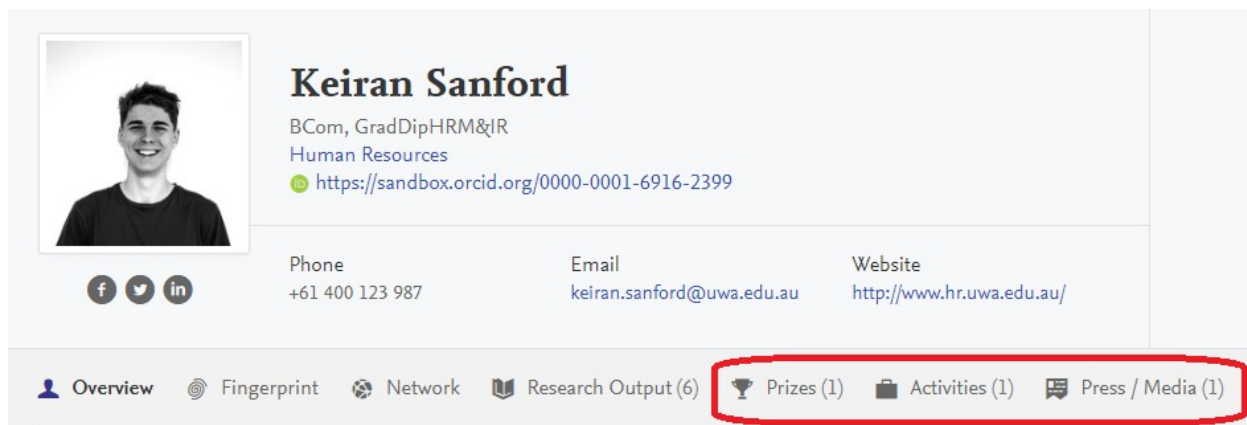 Keiran Sanford
BCom, GradDipHRM&IR
Human Resources
iD https://sandbox.orcid.org/0000-0001-6916-2399
Phone Email Website
+61 400 123 987 keiran.sanford@uwa.edu.au http://www.hr.uwa.edu.au/
Overview Fingerprint Network Research Output (6) Prizes (1) Activities (1) Press / Media (1)